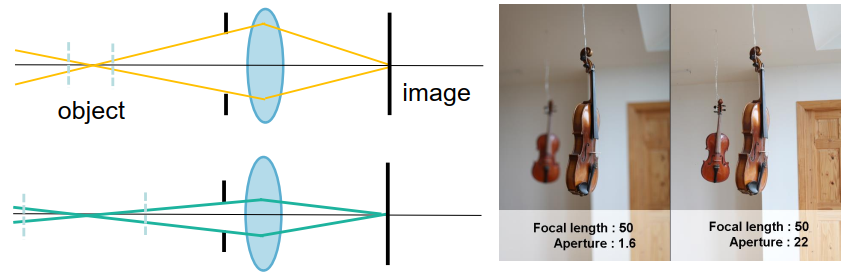 object
image
Focal length : 50
Aperture : 1.6
Focal length : 50
Aperture : 22